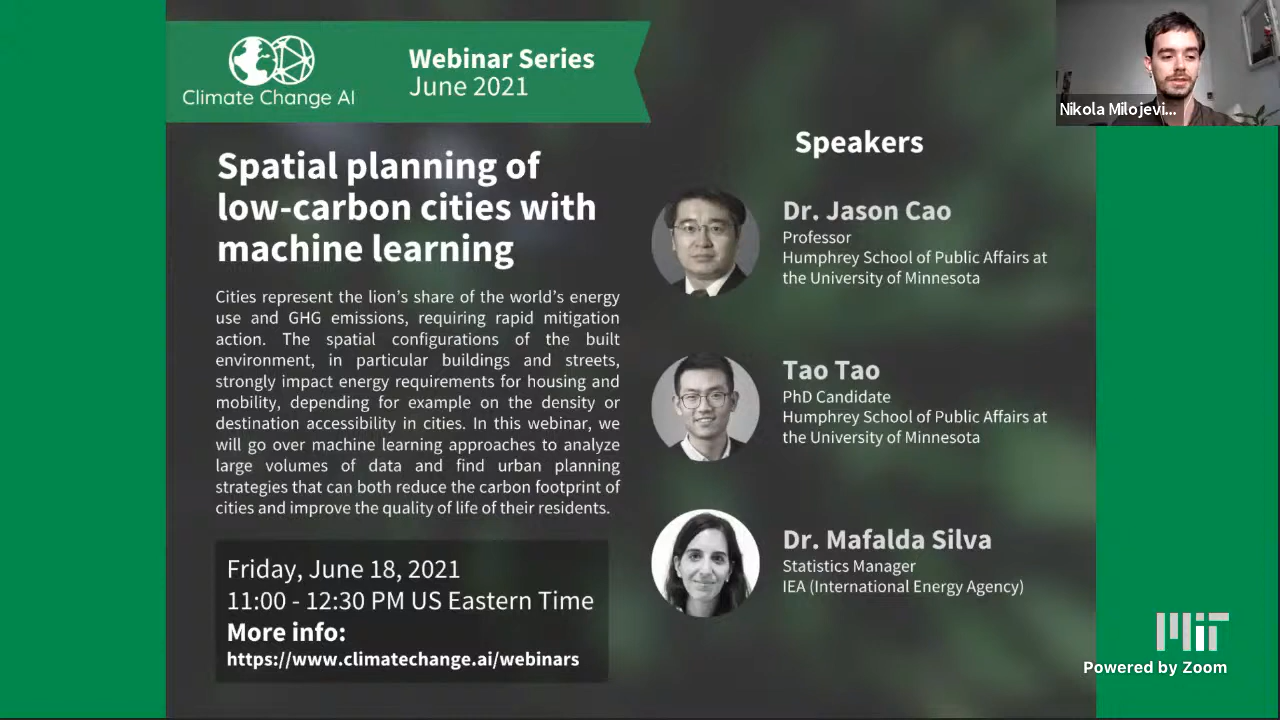 Climate Change AI
Webinar Series
June 2021
Spatial planning of
low-carbon cities with
machine learning
Cities represent the lion's share of the world's energy
use and GHG emissions, requiring rapid mitigation
action. The spatial configurations of the built
environment, in particular buildings and streets,
strongly impact energy requirements for housing and
mobility, depending for example on the density or
destination accessibility in cities. In this webinar, we
will go over machine learning approaches to analyze
large volumes of data and find urban planning
strategies that can both reduce the carbon footprint of
cities and improve the quality of life of their residents.
Friday, June 18, 2021
11:00 - 12:30 PM US Eastern Time
More info:
https://www.climatechange.ai/webinars
Speakers
Dr. Jason Cao
Professor
Humphrey School of Public Affairs at
the University of Minnesota
Tao Tao
PhD Candidate
Humphrey School of Public Affairs at
the University of Minnesota
Dr. Mafalda Silva
Statistics Manager
IEA (International Energy Agency)
Nikola Milojevi...
MIT
Powered by Zoom